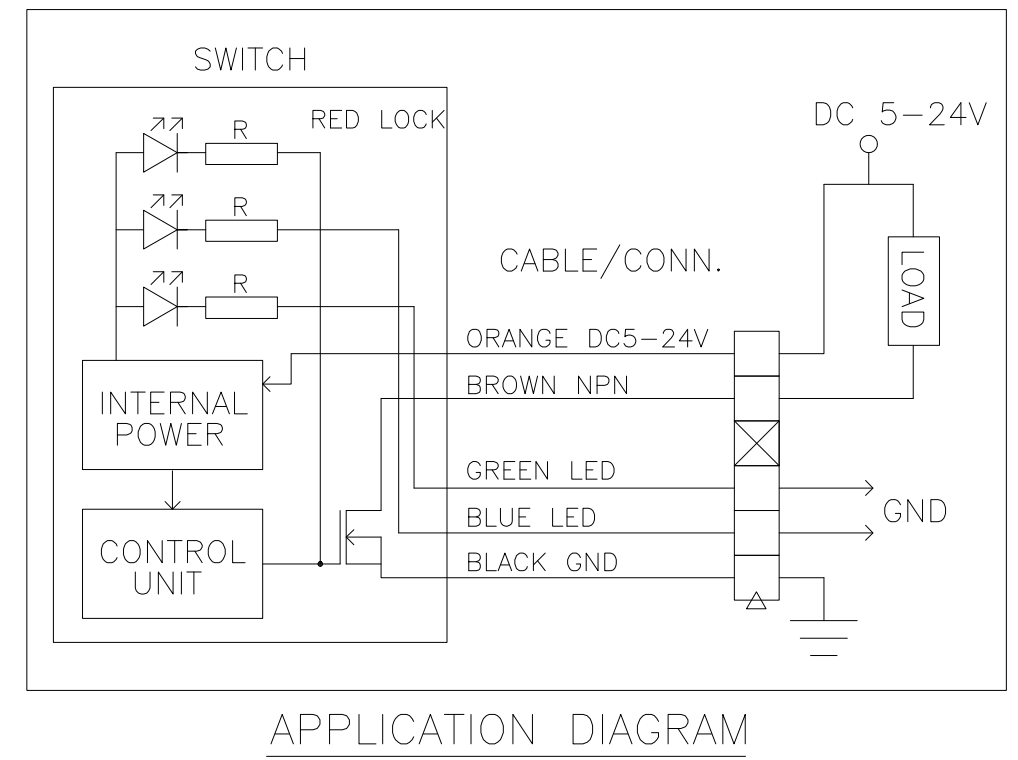 SWITCH
RED LOCK
R
R
R
INTERNAL
POWER
CONTROL
UNIT
CABLE/CONN.
ORANGE DC5-24V
BROWN NPN
GREEN LED
BLUE LED
BLACK GND
DC 5-24V
LOAD
GND
APPLICATION DIAGRAM